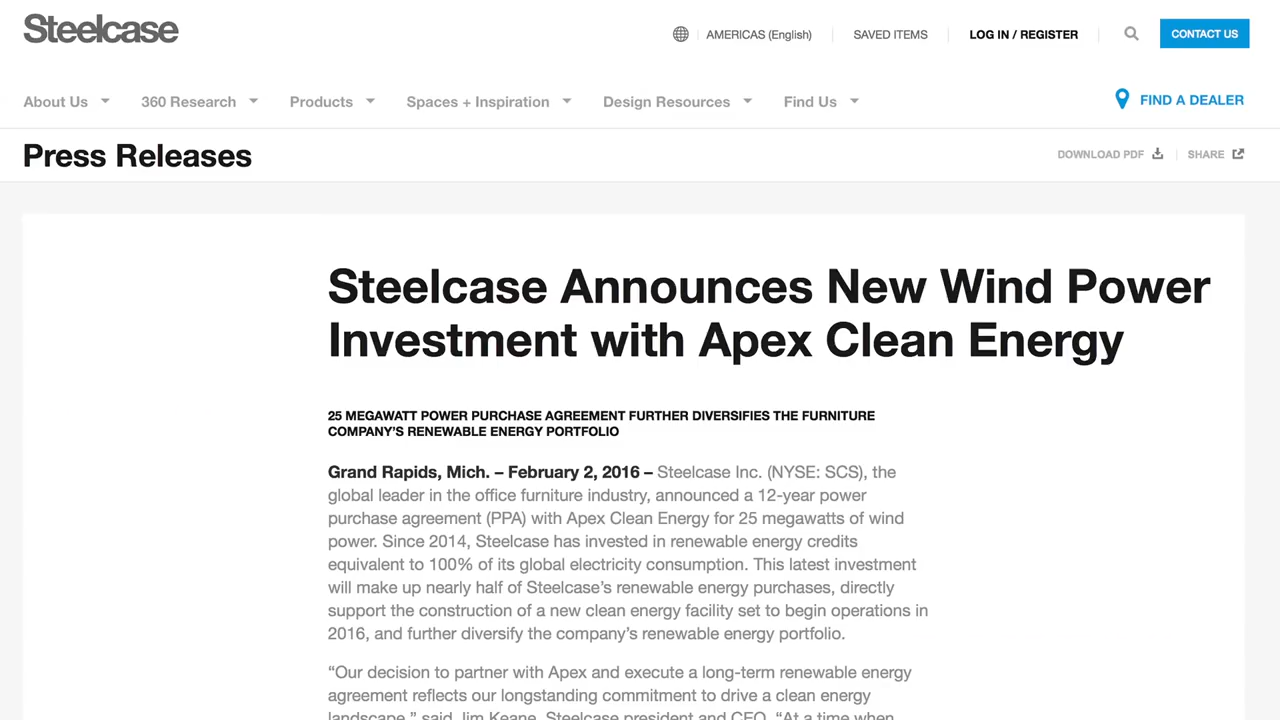 Steelcase
AMERICAS (English)
SAVED ITEMS
LOG IN / REGISTER
CONTACT US
About Us
360 Research
Products
Spaces + Inspiration
Design Resources
Find Us
FIND A DEALER
Press Releases
DOWNLOAD PDF
SHARE
Steelcase Announces New Wind Power
Investment with Apex Clean Energy
25 MEGAWATT POWER PURCHASE AGREEMENT FURTHER DIVERSIFIES THE FURNITURE
COMPANY’S RENEWABLE ENERGY PORTFOLIO
Grand Rapids, Mich. – February 2, 2016 – Steelcase Inc. (NYSE: SCS), the
global leader in the office furniture industry, announced a 12-year power
purchase agreement (PPA) with Apex Clean Energy for 25 megawatts of wind
power. Since 2014, Steelcase has invested in renewable energy credits
equivalent to 100% of its global electricity consumption. This latest investment
will make up nearly half of Steelcase’s renewable energy purchases, directly
support the construction of a new clean energy facility set to begin operations in
2016, and further diversify the company’s renewable energy portfolio.
“Our decision to partner with Apex and execute a long-term renewable energy
agreement reflects our longstanding commitment to drive a clean energy
landscape,” said Jim Keane, Steelcase president and CEO. “At a time when